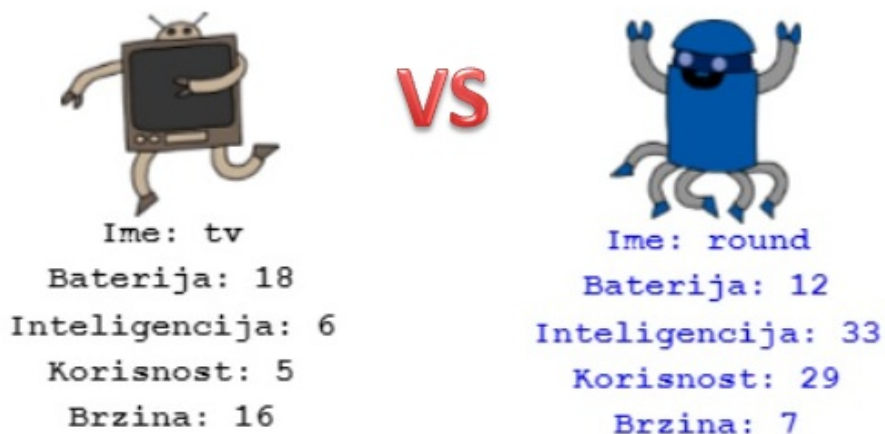 VS
Ime: tv
Baterija: 18
Inteligencija: 6
Korisnost: 5
Brzina: 16
Ime: round
Baterija: 12
Inteligencija: 33
Korisnost: 29
Brzina: 7